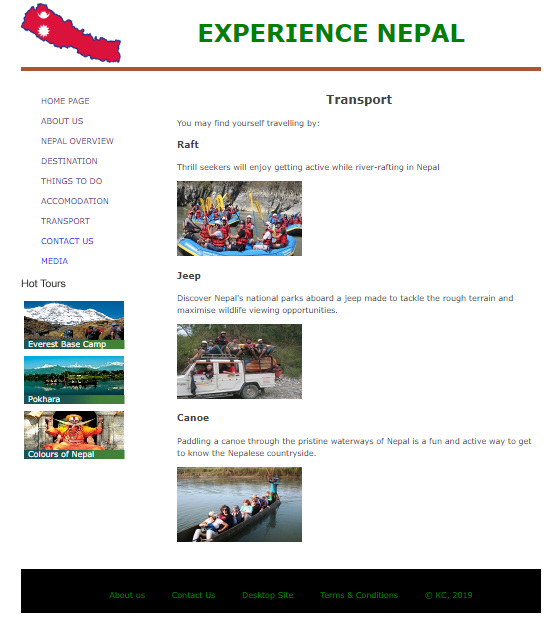 EXPERIENCE NEPAL
HOME PAGE
ABOUT US
NEPAL OVERVIEW
DESTINATION
THINGS TO DO
ACCOMODATION
TRANSPORT
CONTACT US
MEDIA
Hot Tours
Everest Base Camp
Pokhara
Colours of Nepal
Transport
You may find yourself travelling by:
Raft
Thrill seekers will enjoy getting active while river-rafting in Nepal
Jeep
Discover Nepal's national parks aboard a jeep made to tackle the rough terrain and
maximise wildlife viewing opportunities.
Canoe
Paddling a canoe through the pristine waterways of Nepal is a fun and active way to get
to know the Nepalese countryside.
About us Contact Us Desktop Site Terms & Conditions © KC, 2019